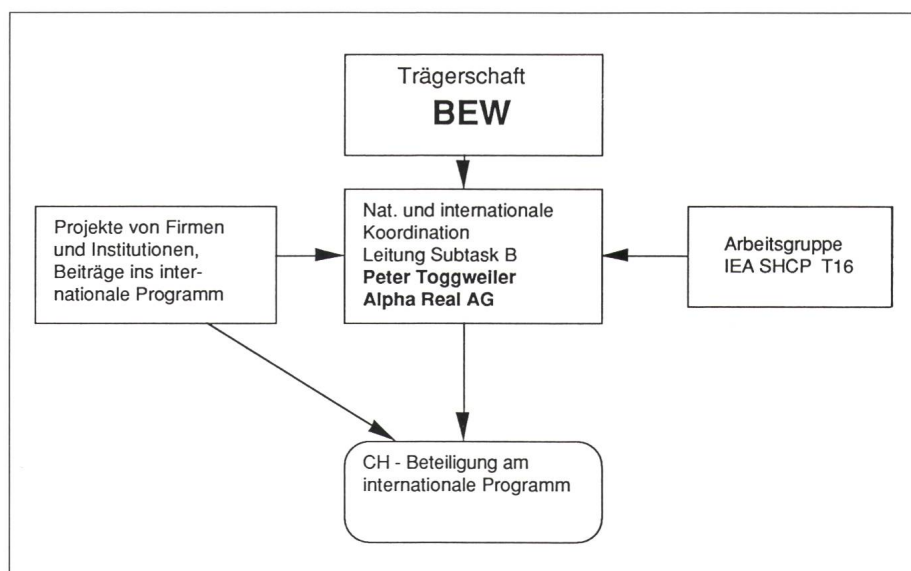 Trägerschaft
BEW
Projekte von Firmen
und Institutionen,
Beiträge ins inter-
nationale Programm
Nat. und internationale
Koordination
Leitung Subtask B
Peter Toggweiler
Alpha Real AG
Arbeitsgruppe
IEA SHCP T16
CH - Beteiligung am
internationale Programm